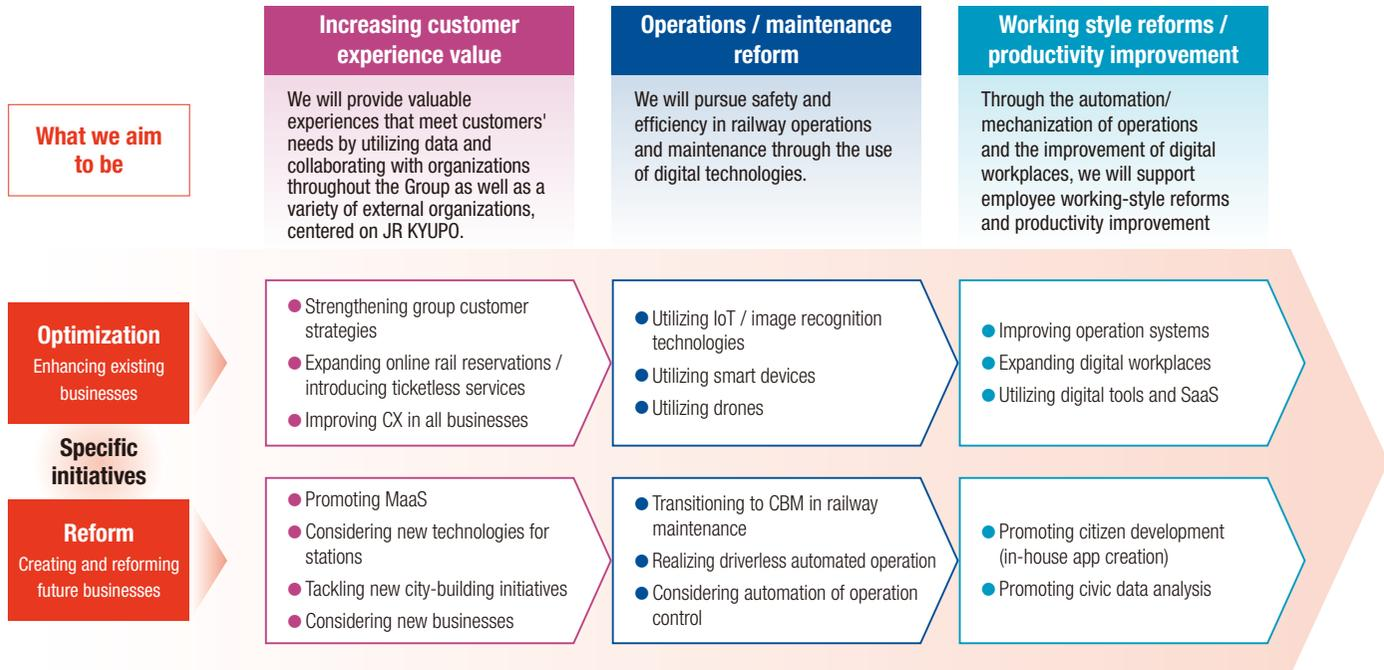 Increasing customer
experience value
Operations / maintenance
reform
Working style reforms /
productivity improvement
What we aim
to be
We will provide valuable
experiences that meet customers'
needs by utilizing data and
collaborating with organizations
throughout the Group as well as a
variety of external organizations,
centered on JR KYUPO.
We will pursue safety and
efficiency in railway operations
and maintenance through the use
of digital technologies.
Through the automation/
mechanization of operations
and the improvement of digital
workplaces, we will support
employee working-style reforms
and productivity improvement
Specific
initiatives
Optimization
Enhancing existing
businesses
● Strengthening group customer
strategies
● Expanding online rail reservations /
introducing ticketless services
● Improving CX in all businesses
● Utilizing IoT / image recognition
technologies
● Utilizing smart devices
● Utilizing drones
● Improving operation systems
● Expanding digital workplaces
● Utilizing digital tools and SaaS
Reform
Creating and reforming
future businesses
● Promoting MaaS
● Considering new technologies for
stations
● Tackling new city-building initiatives
● Considering new businesses
● Transitioning to CBM in railway
maintenance
● Realizing driverless automated operation
● Considering automation of operation
control
● Promoting citizen development
(in-house app creation)
● Promoting civic data analysis